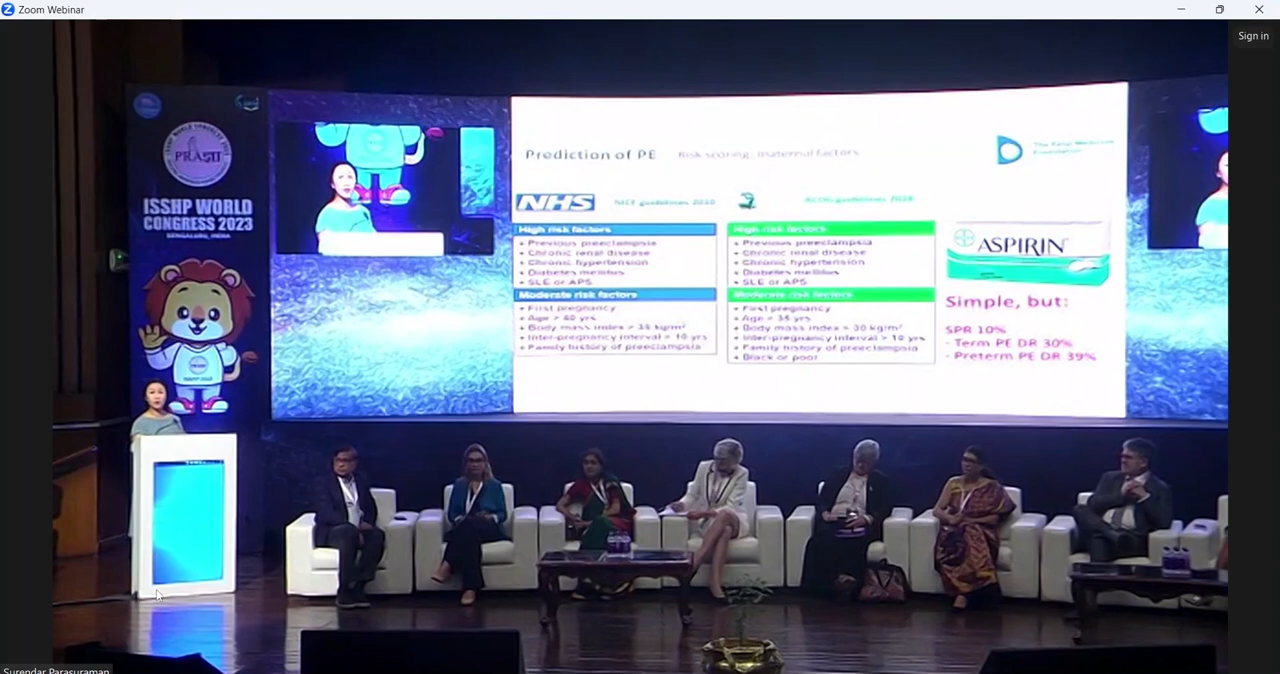 Zoom Webinar
Sign in
PRASTI
ISSHP WORLD
CONGRESS 2023
BENGALURU, INDIA
Prediction of PE
Risk scoring, maternal factors
The Fetal Medicine
Foundation
NHS
NICE guidelines 2010
ACOG guidelines 2018
High risk factors
• Previous preeclampsia
• Chronic renal disease
• Chronic hypertension
• Diabetes mellitus
• SLE or APS
Moderate risk factors
• First pregnancy
• Body mass index > 35 kg/m²
• Inter-pregnancy interval > 10 yrs
• Family history of preeclampsia
High risk factors
• Previous preeclampsia
• Chronic renal disease
• Chronic hypertension
• Diabetes mellitus
• SLE or APS
Moderate risk factors
• First pregnancy
• Age > 35 yrs
• Body mass index > 30 kg/m²
• Inter-pregnancy interval > 10 yrs
• Family history of preeclampsia
• Black or poor
ASPIRIN
Simple, but:
SPR 10%
- Term PE DR 30%
- Preterm PE DR 39%
Surendar Parasuraman